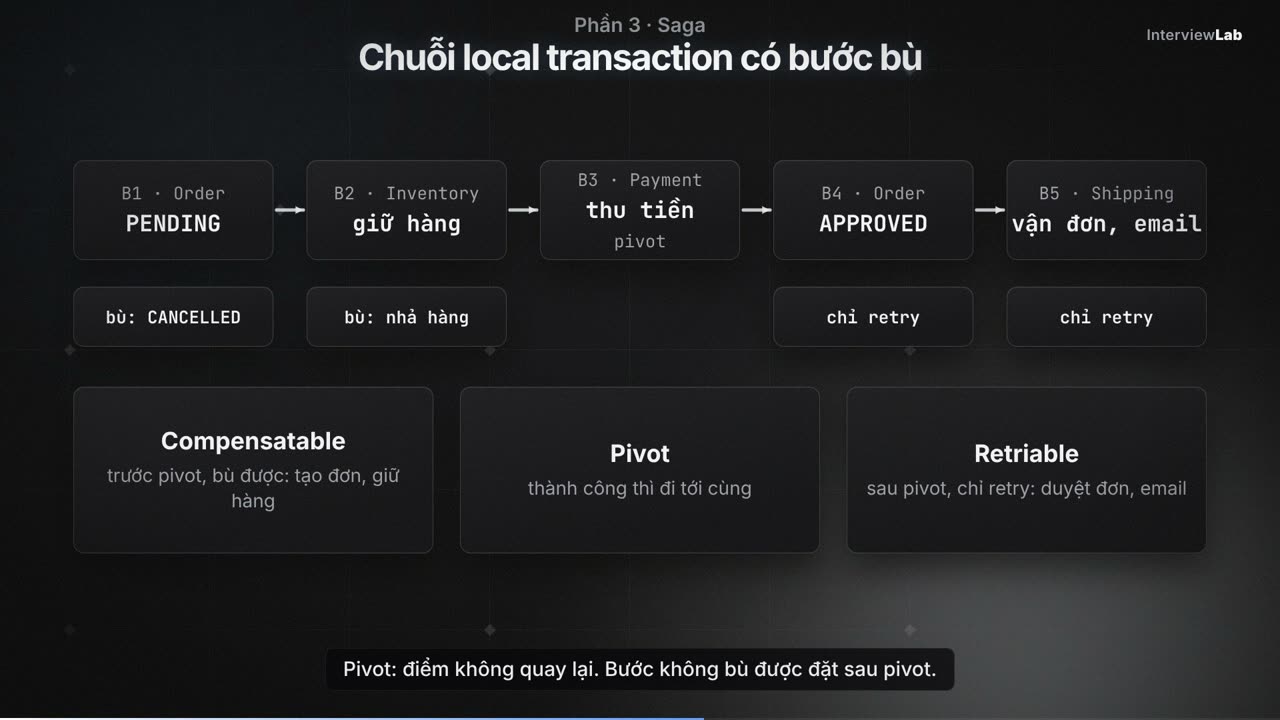 Phần 3 · Saga
InterviewLab
Chuỗi local transaction có bước bù
B1 · Order
PENDING
B2 · Inventory
giữ hàng
B3 · Payment
thu tiền
pivot
B4 · Order
APPROVED
B5 · Shipping
vận đơn, email
bù: CANCELLED
bù: nhả hàng
chỉ retry
chỉ retry
Compensatable
trước pivot, bù được: tạo đơn, giữ
hàng
Pivot
thành công thì đi tới cùng
Retriable
sau pivot, chỉ retry: duyệt đơn, email
Pivot: điểm không quay lại. Bước không bù được đặt sau pivot.